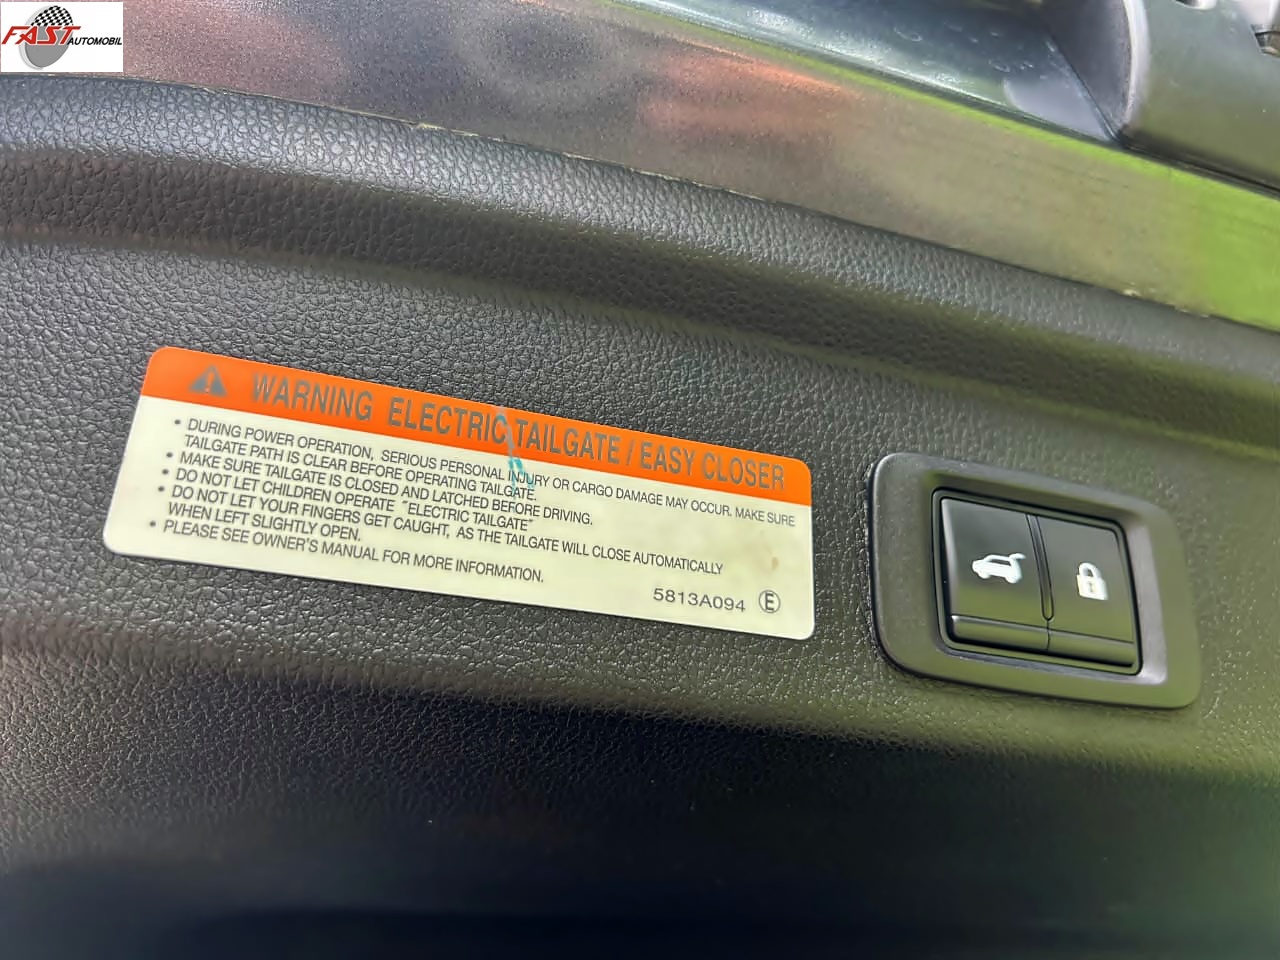 FAST
AUTOMOBIL
WARNING ELECTRIC TAILGATE / EASY CLOSER
• DURING POWER OPERATION, SERIOUS PERSONAL INJURY OR CARGO DAMAGE MAY OCCUR. MAKE SURE
TAILGATE PATH IS CLEAR BEFORE OPERATING TAILGATE.
• MAKE SURE TAILGATE IS CLOSED AND LATCHED BEFORE DRIVING.
• DO NOT LET CHILDREN OPERATE "ELECTRIC TAILGATE"
• DO NOT LET YOUR FINGERS GET CAUGHT, AS THE TAILGATE WILL CLOSE AUTOMATICALLY
WHEN LEFT SLIGHTLY OPEN.
• PLEASE SEE OWNER'S MANUAL FOR MORE INFORMATION.
5813A094 Ⓔ